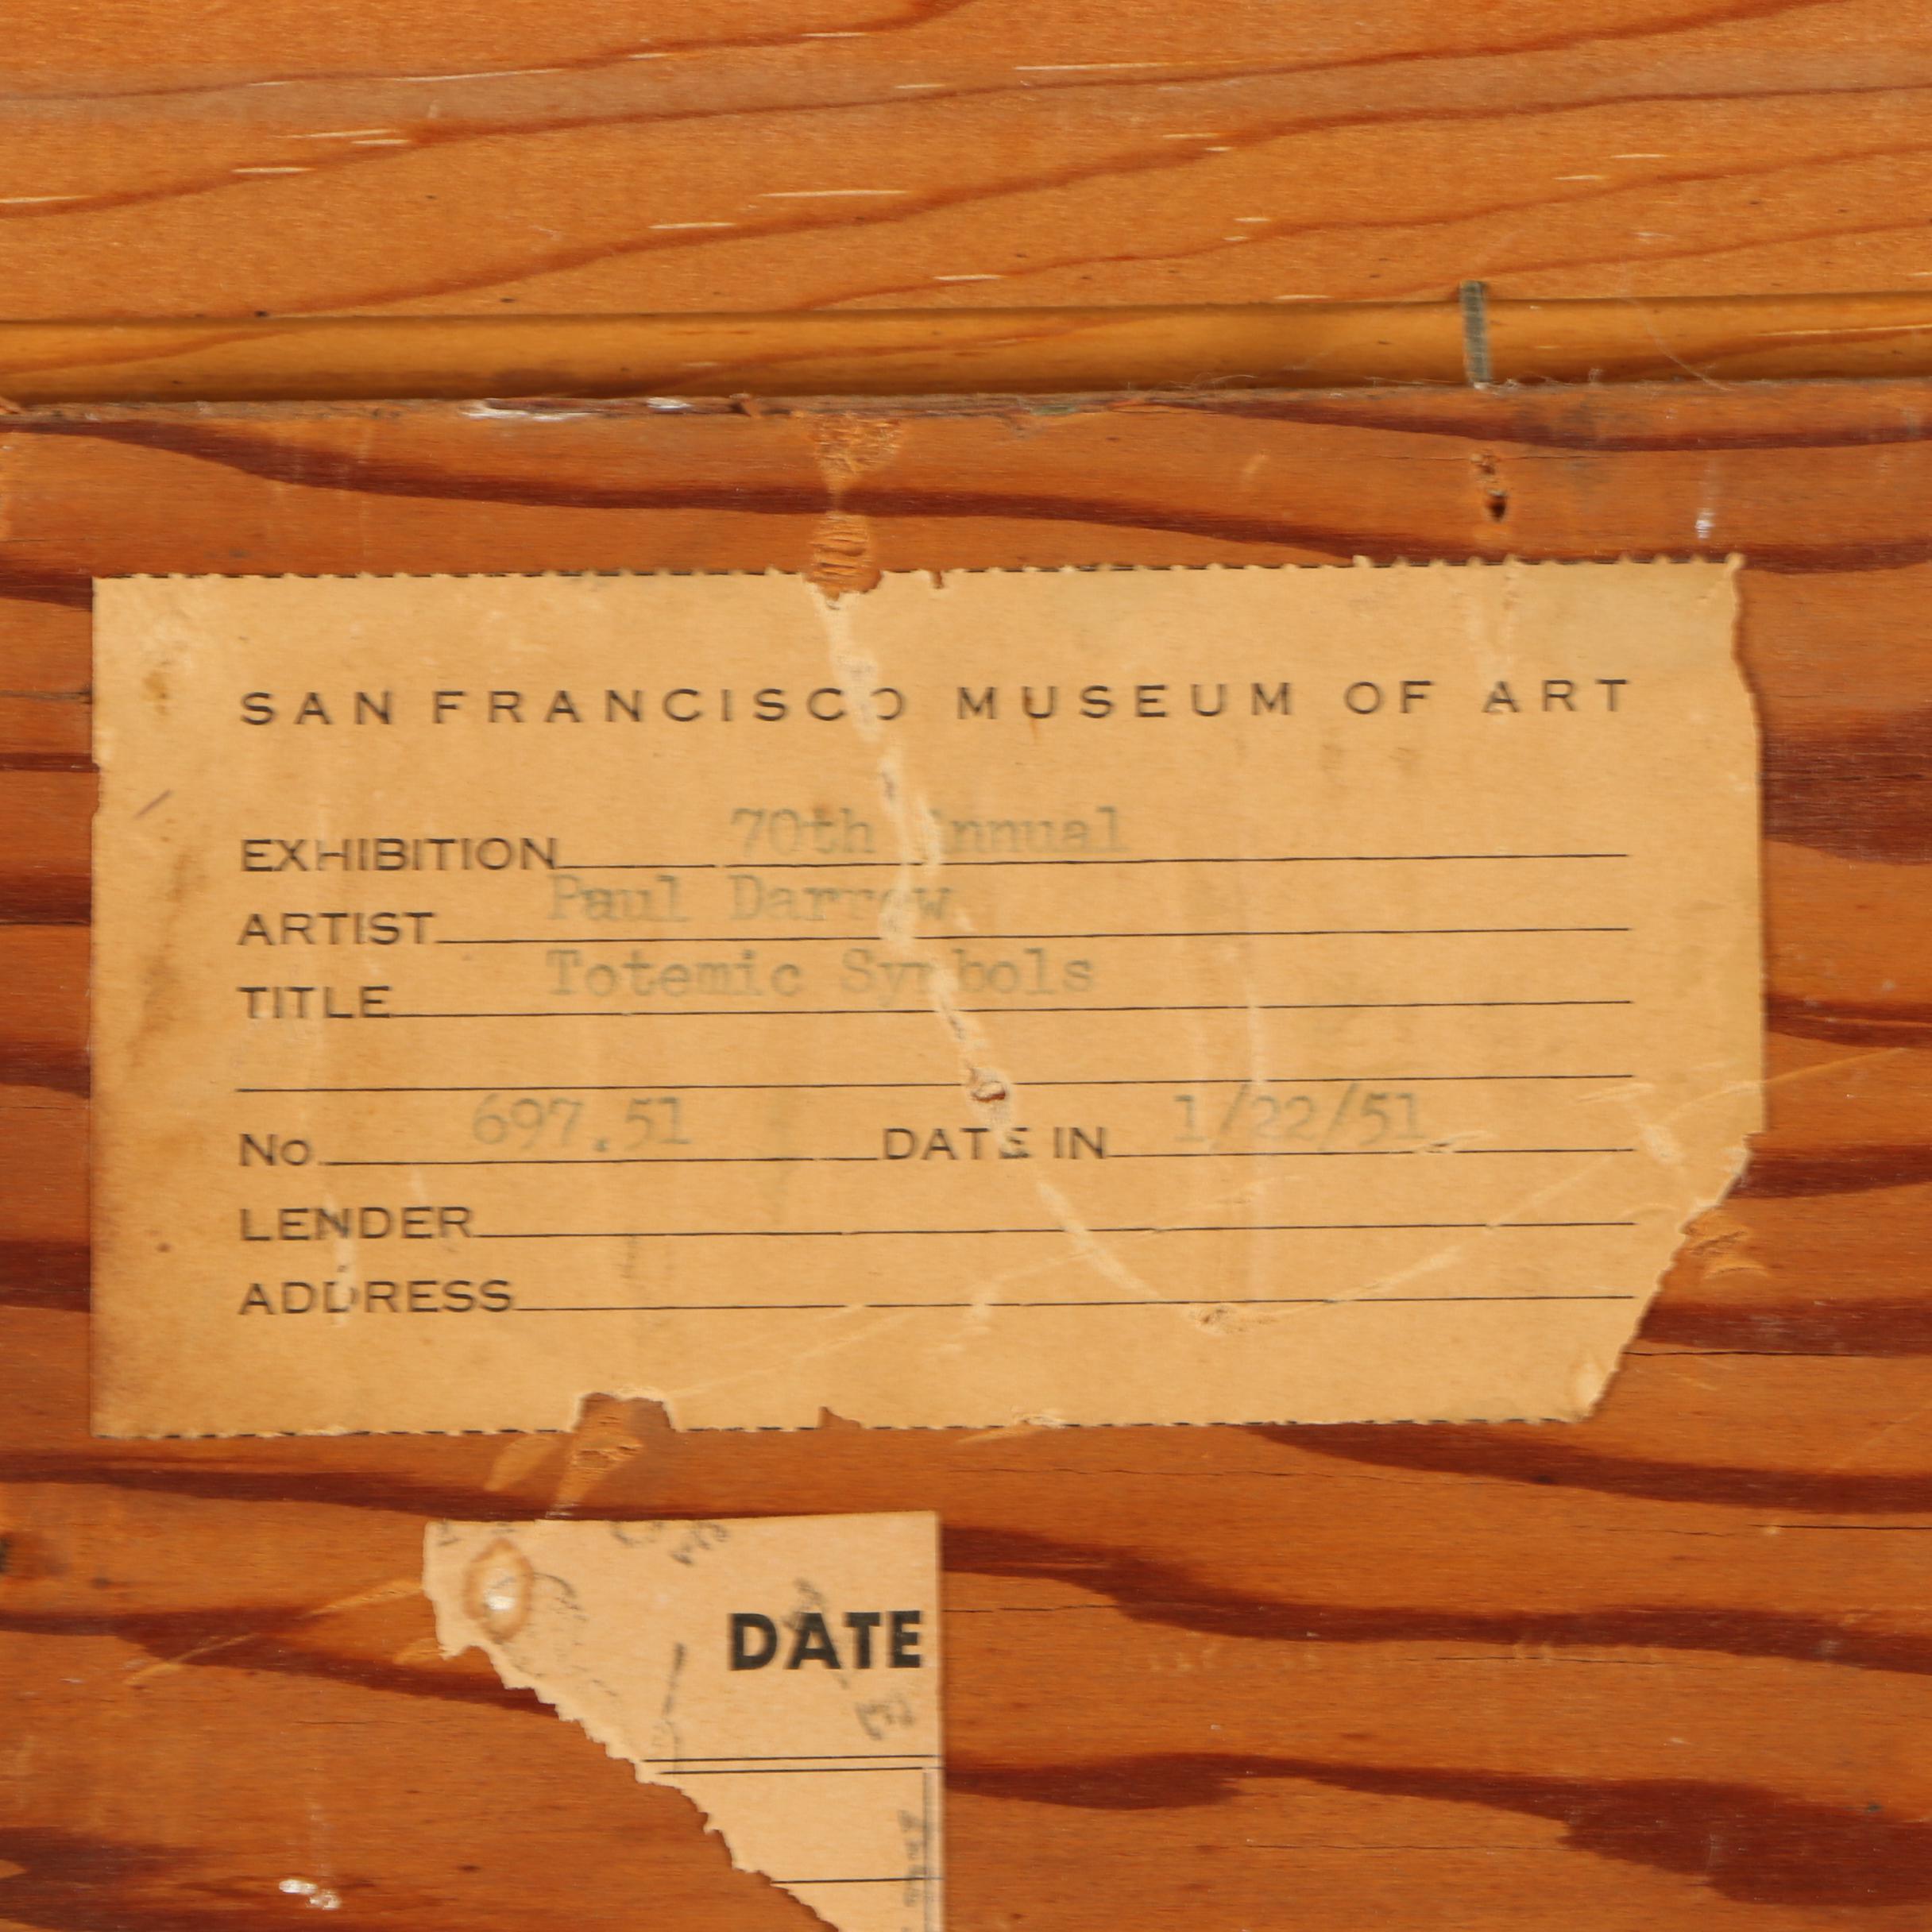 SAN FRANCISCO MUSEUM OF ART
EXHIBITION 70th Annual
ARTIST Paul Darrow
TITLE Totemic Symbols
No. 697.51 DATE IN 1/22/51
LENDER
ADDRESS
DATE